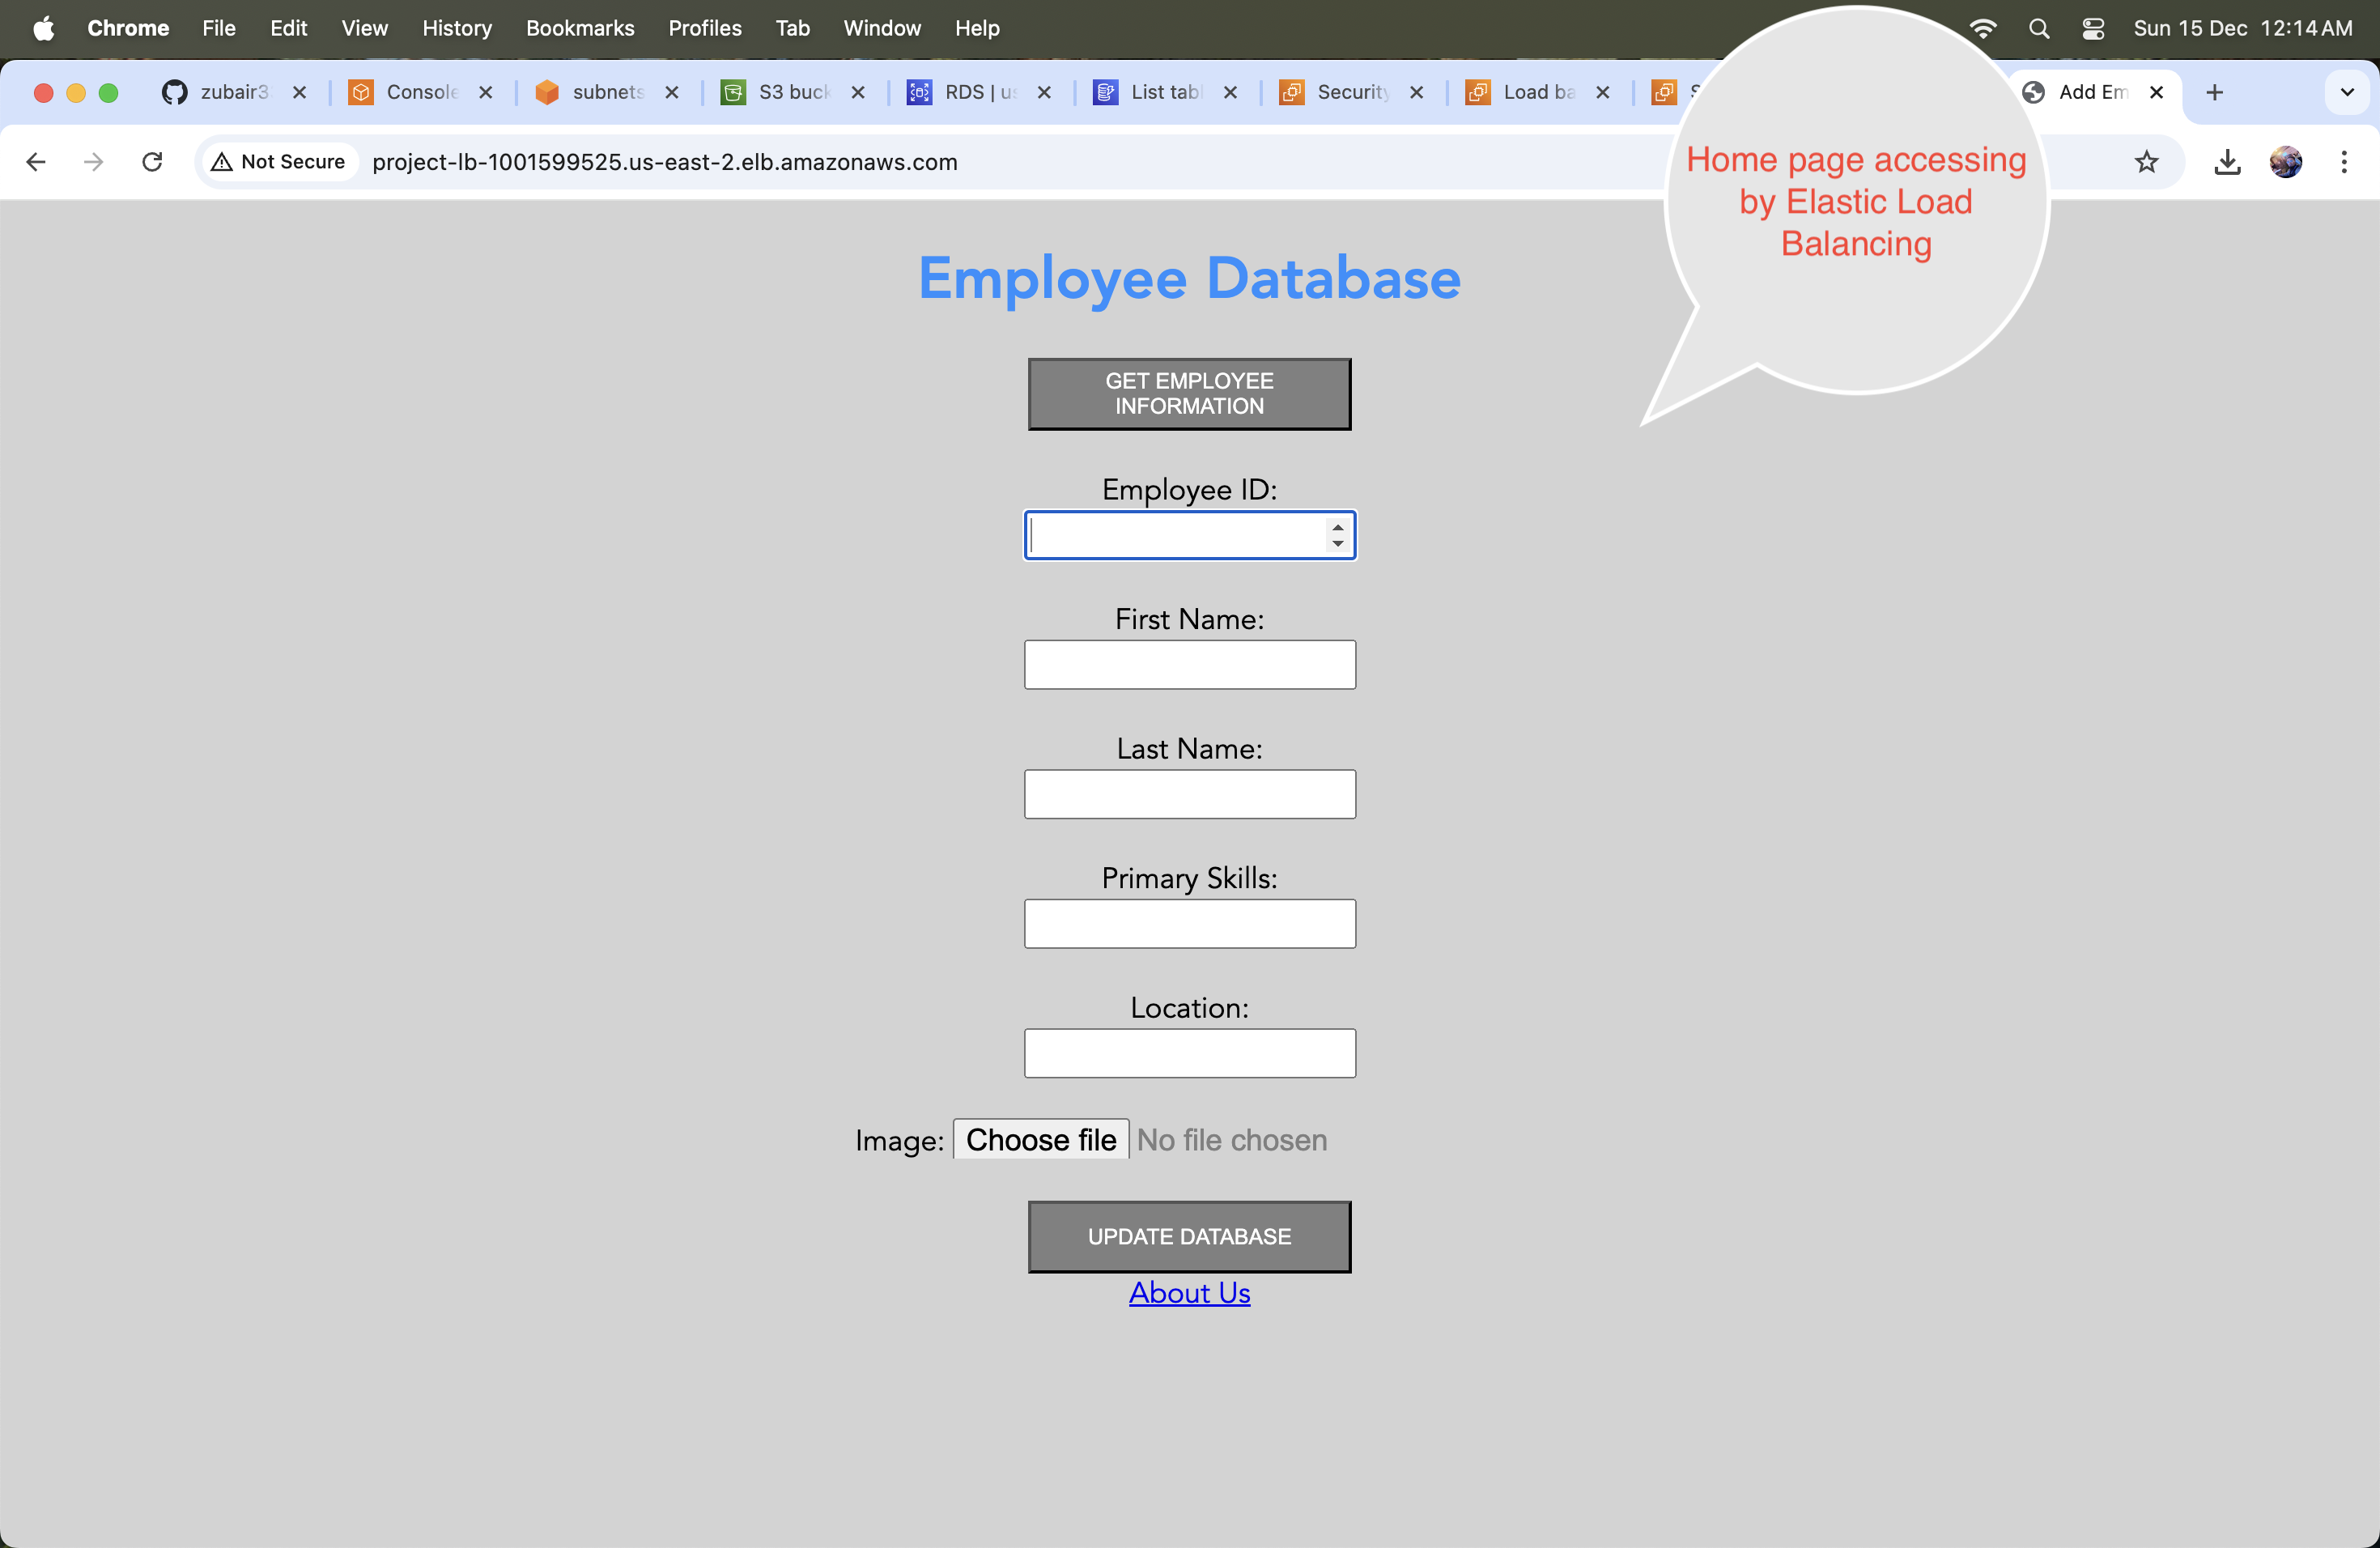 Chrome File Edit View History Bookmarks Profiles Tab Window Help Sun 15 Dec 12:14 AM
zubair3 Console subnets S3 buck RDS | us List tabl Security Load ba Add Em
Not Secure project-lb-1001599525.us-east-2.elb.amazonaws.com
Home page accessing
by Elastic Load
Balancing
Employee Database
GET EMPLOYEE
INFORMATION
Employee ID:
First Name:
Last Name:
Primary Skills:
Location:
Image: Choose file No file chosen
UPDATE DATABASE
About Us